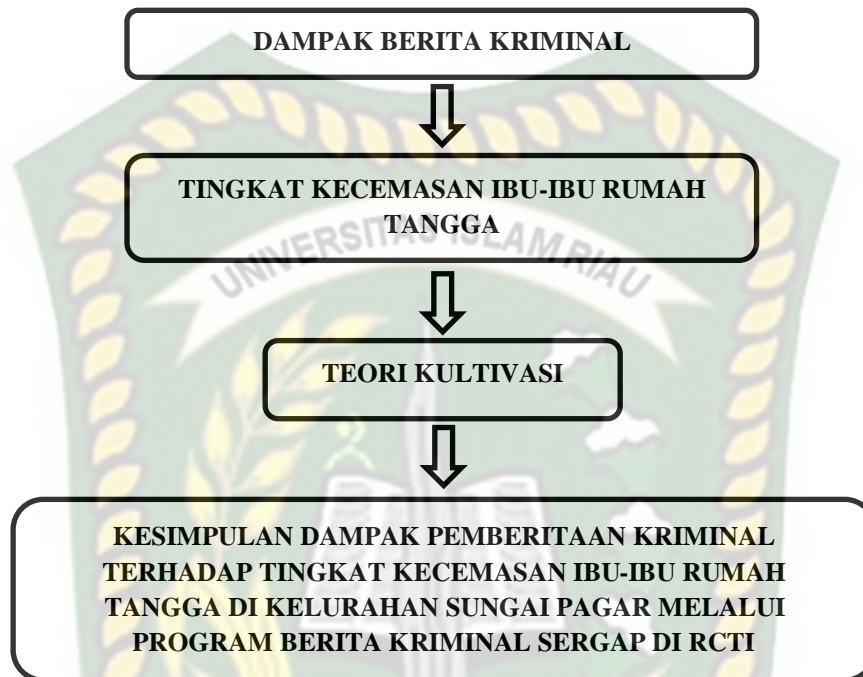 DAMPAK BERITA KRIMINAL
TINGKAT KECEMASAN IBU-IBU RUMAH
TANGGA
UNIVERSITAS ISLAM RIAU
TEORI KULTIVASI
KESIMPULAN DAMPAK PEMBERITAAN KRIMINAL
TERHADAP TINGKAT KECEMASAN IBU-IBU RUMAH
TANGGA DI KELURAHAN SUNGAI PAGAR MELALUI
PROGRAM BERITA KRIMINAL SERGAP DI RCTI